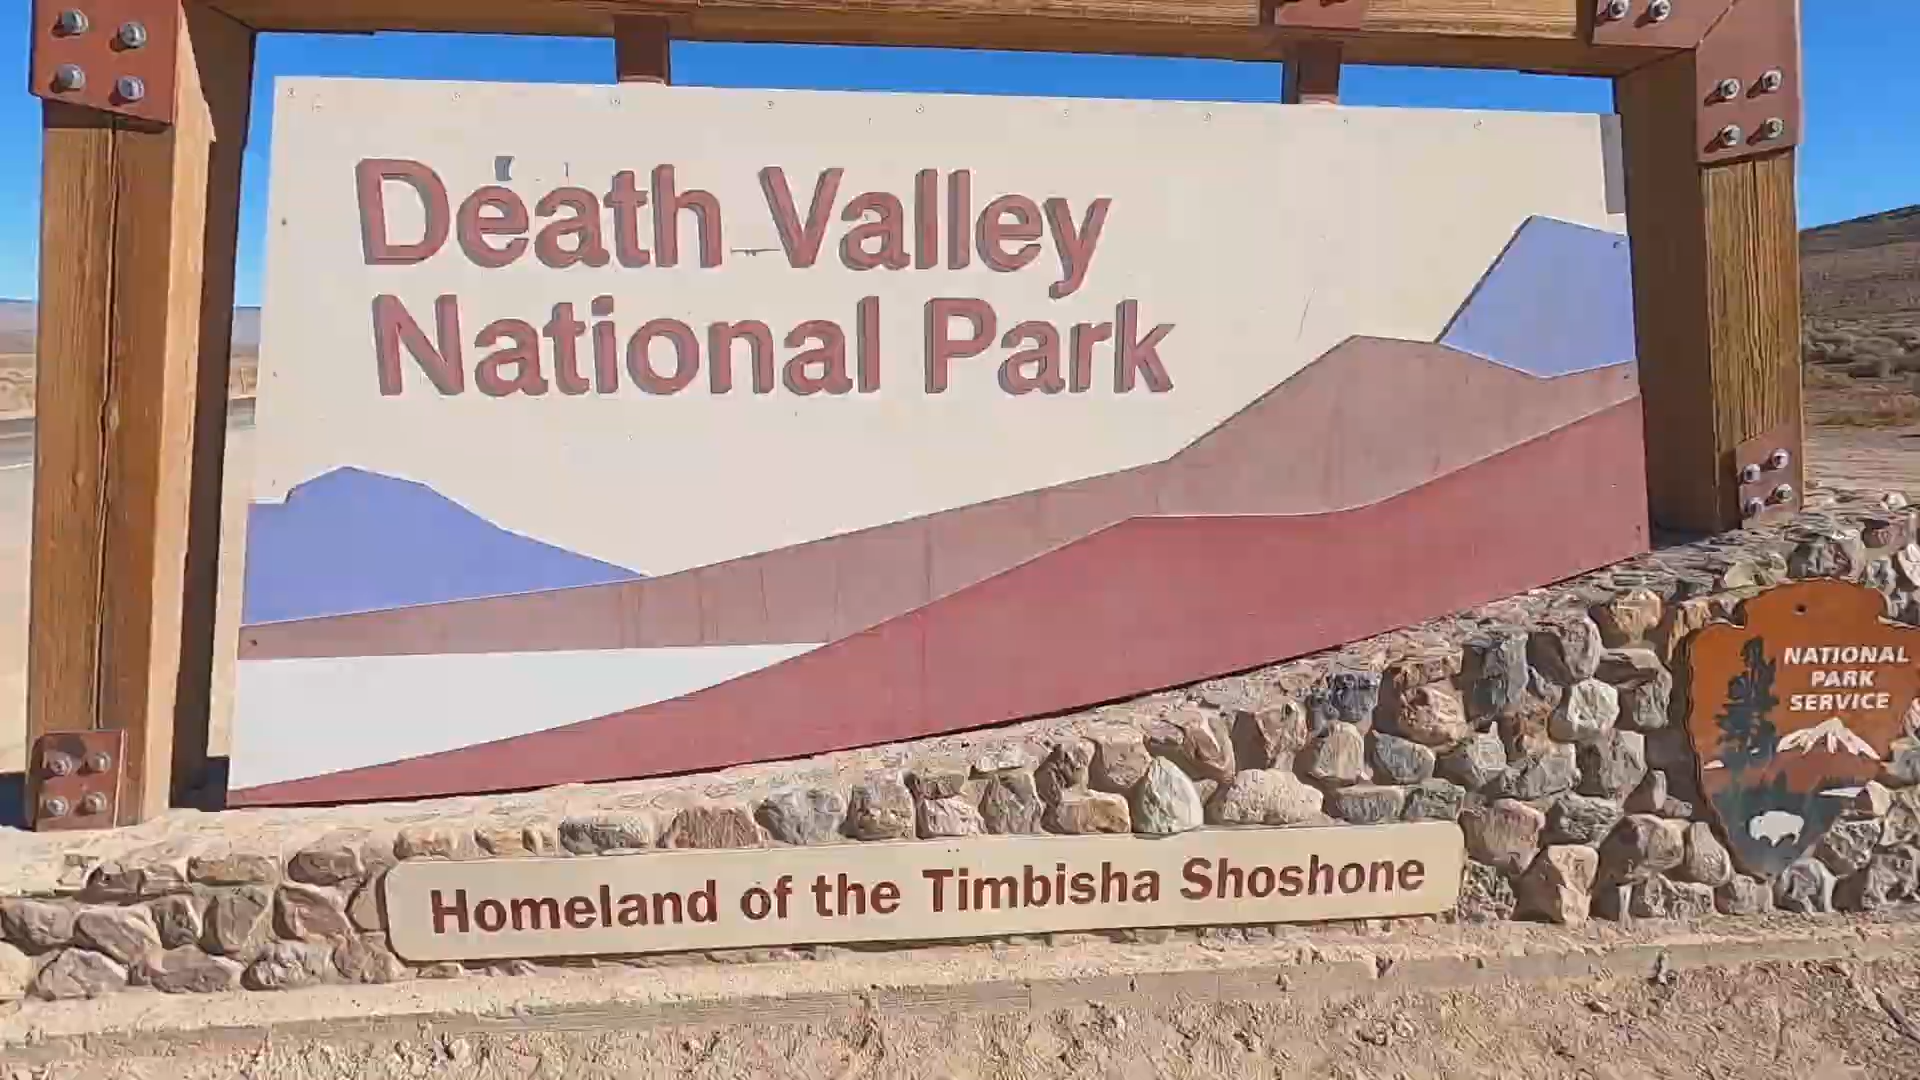 Death Valley
National Park
NATIONAL
PARK
SERVICE
Homeland of the Timbisha Shoshone